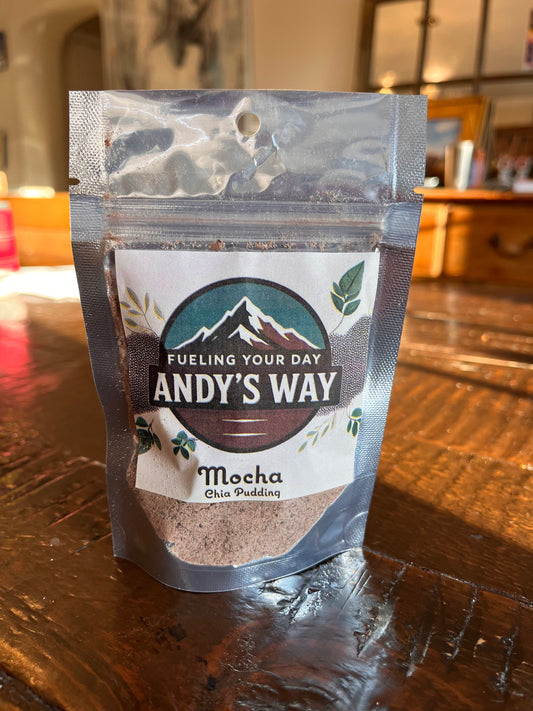 FUELING YOUR DAY
ANDY'S WAY
Mocha
Chia Pudding